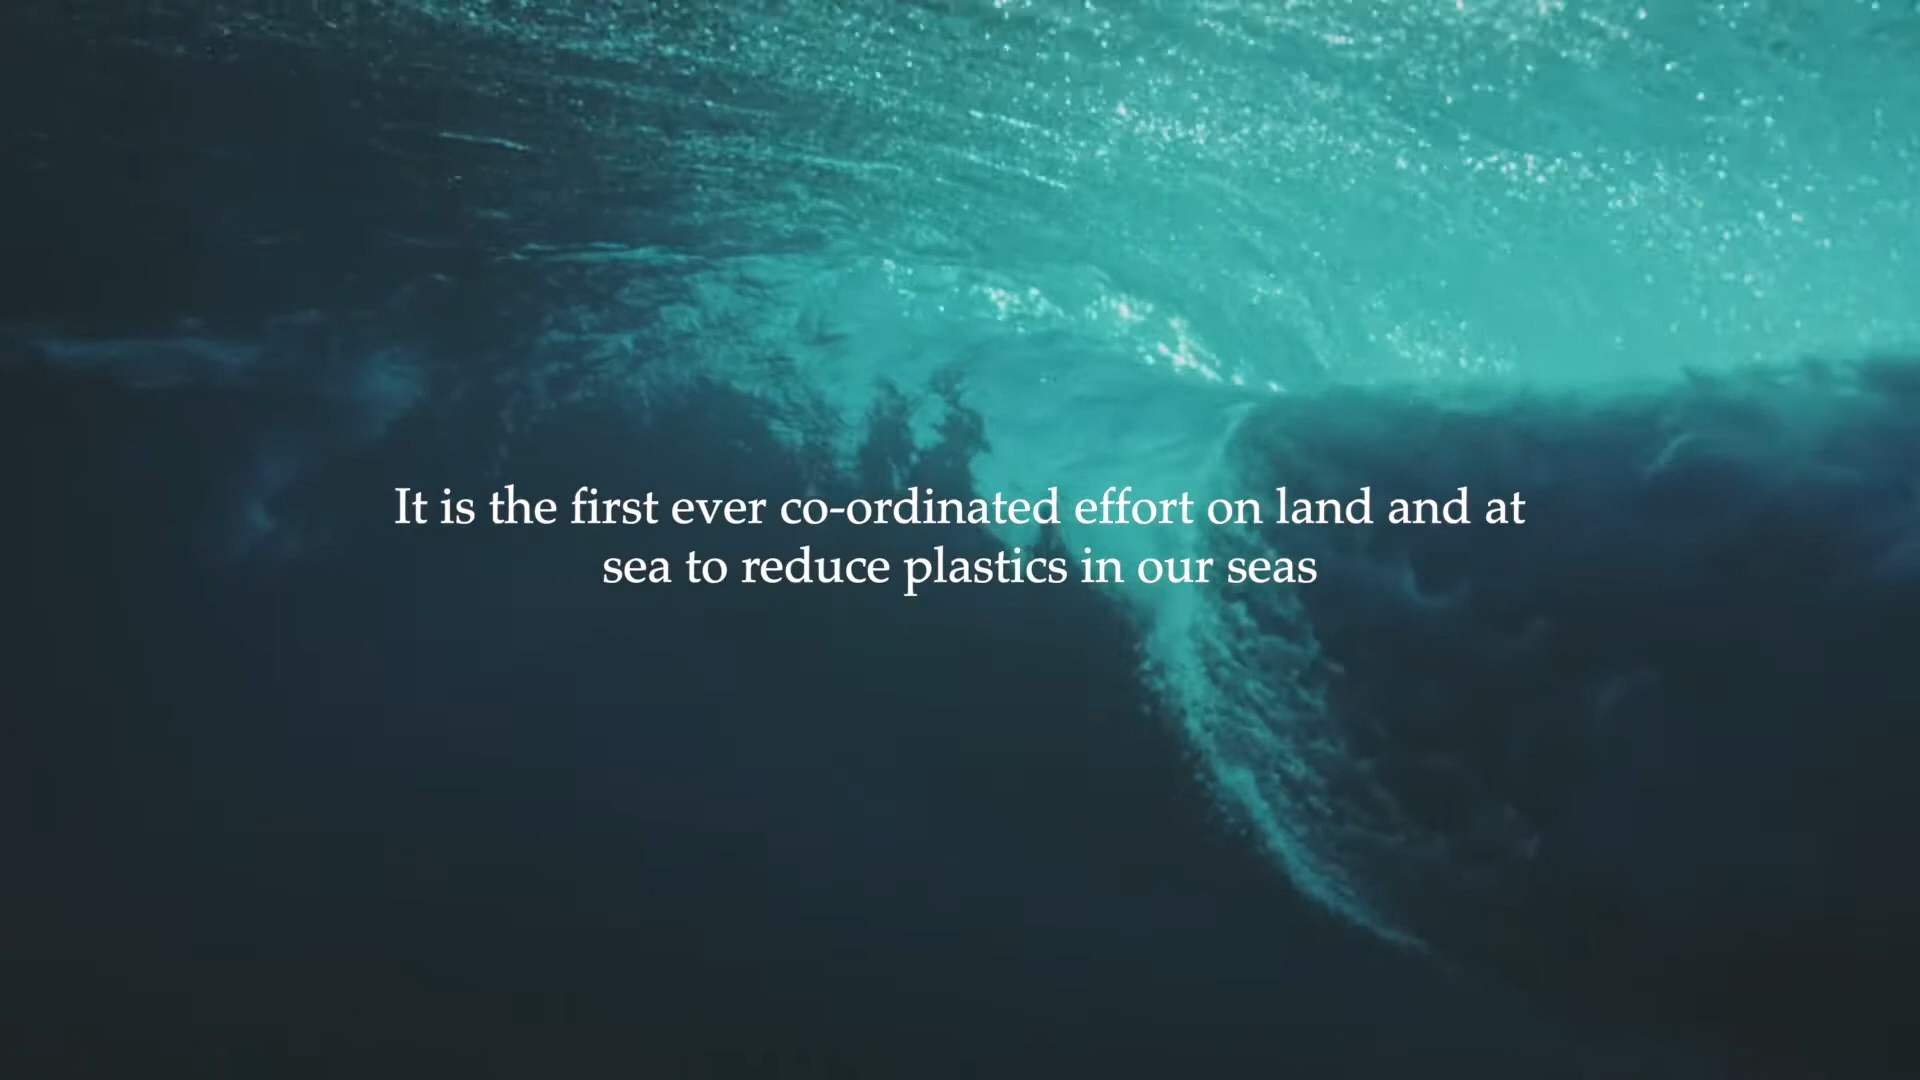 It is the first ever co-ordinated effort on land and at
sea to reduce plastics in our seas